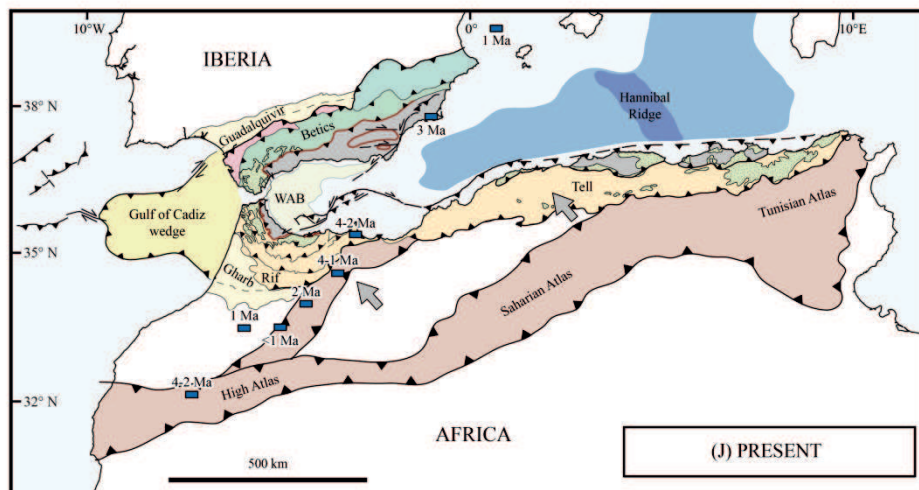 10°W
0°
10°E
1 Ma
IBERIA
38° N
Hannibal
Ridge
Guadalquivir
Betics
3 Ma
WAB
Tell
Gulf of Cadiz
wedge
4-2-Ma
Tunisian Atlas
35° N
Gharb
Rif
4-1 Ma
2 Ma
Saharian Atlas
1 Ma
<1 Ma
4-2-Ma
High Atlas
32° N
AFRICA
(J) PRESENT
500 km